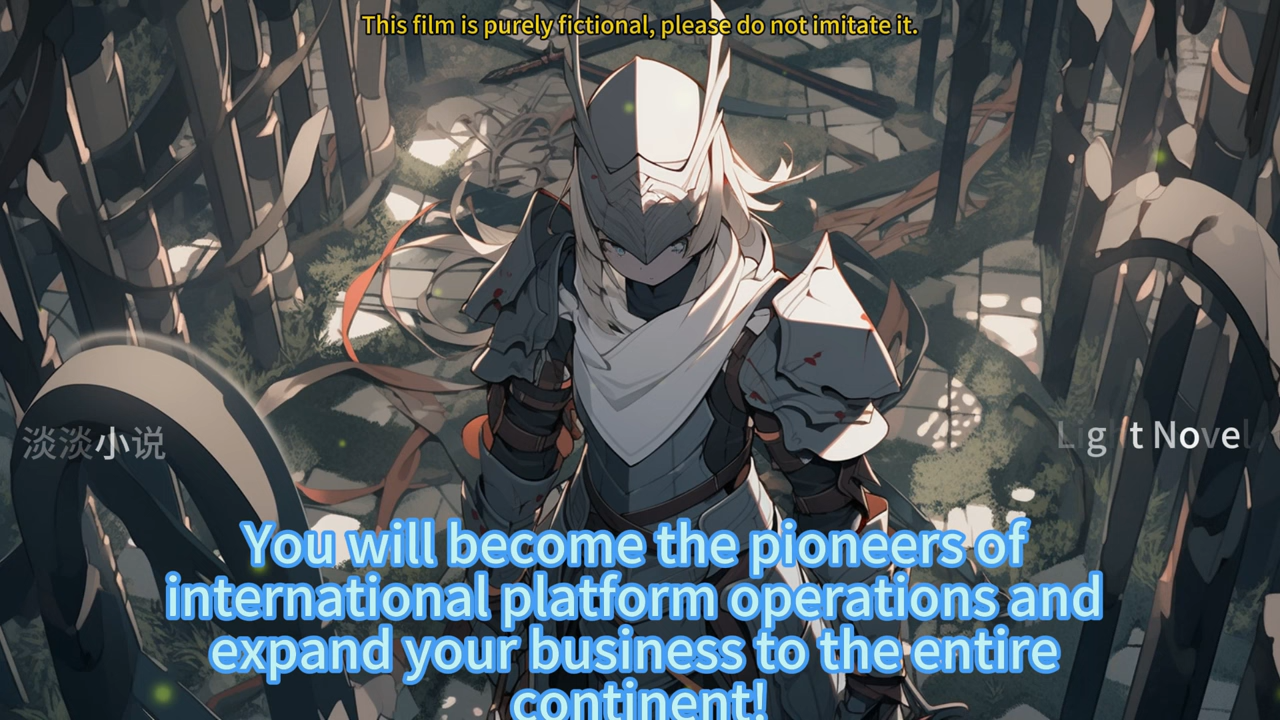 This film is purely fictional, please do not imitate it.
淡淡小说
L g t Novel
You will become the pioneers of
international platform operations and
expand your business to the entire
continent!